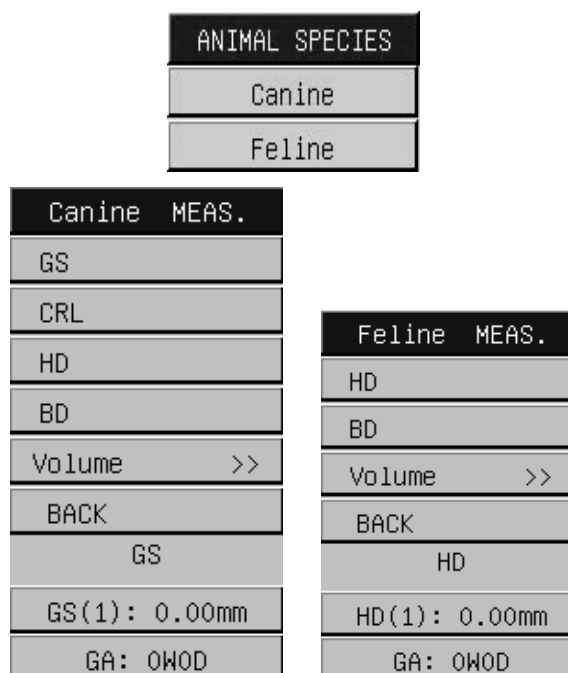 ANIMAL SPECIES
Canine
Feline
Canine MEAS.
GS
CRL
HD
BD
Volume >>
BACK
GS
GS(1): 0.00mm
GA: 0W0D
Feline MEAS.
HD
BD
Volume >>
BACK
HD
HD(1): 0.00mm
GA: 0W0D